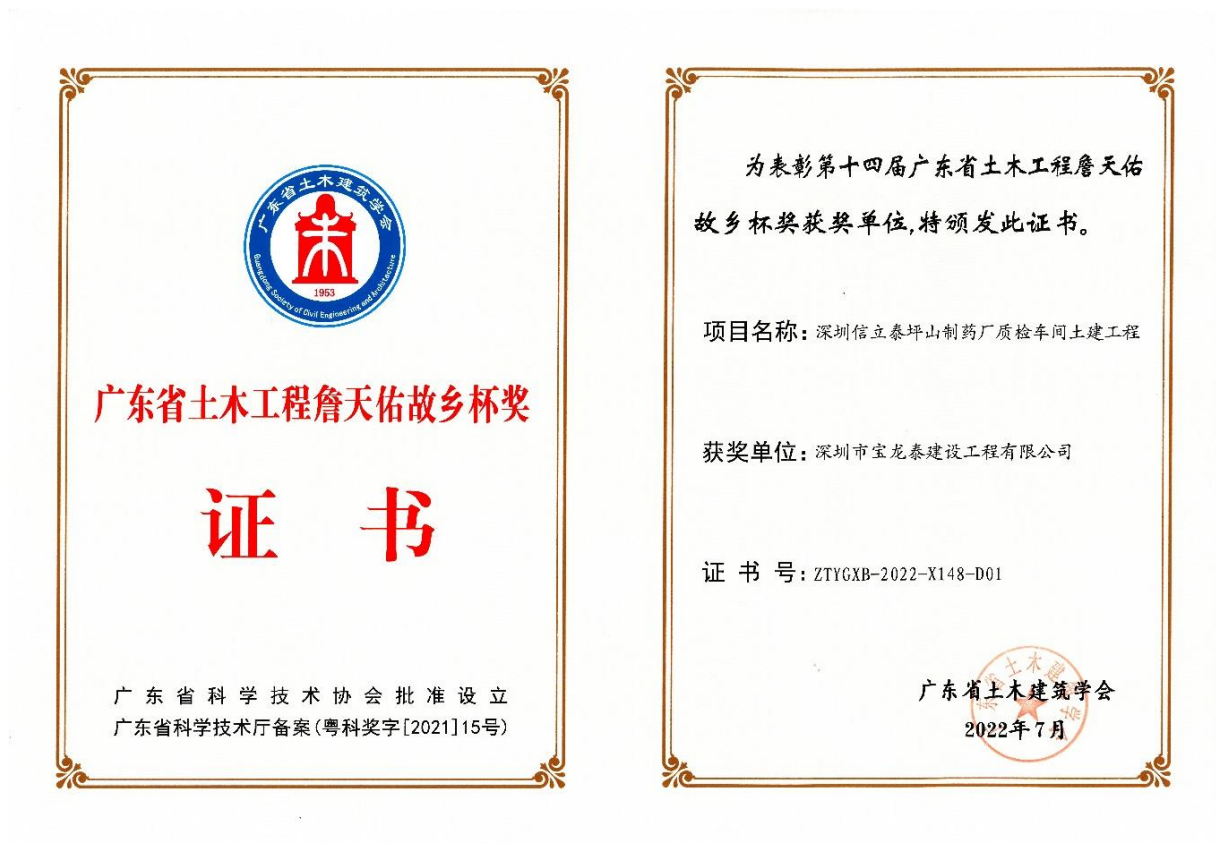 广东省土木建筑学会
Guangdong Society of Civil Engineering and Architecture
1953
广东省土木工程詹天佑故乡杯奖
证 书
广东省科学技术协会批准设立
广东省科学技术厅备案(粤科奖字[2021]15号)
为表彰第十四届广东省土木工程詹天佑
故乡杯奖获奖单位,特颁发此证书。
项目名称:深圳信立泰坪山制药厂质检车间土建工程
获奖单位:深圳市宝龙泰建设工程有限公司
证 书 号:ZTYGXB-2022-X148-D01
广东省土木建筑学会
2022年7月